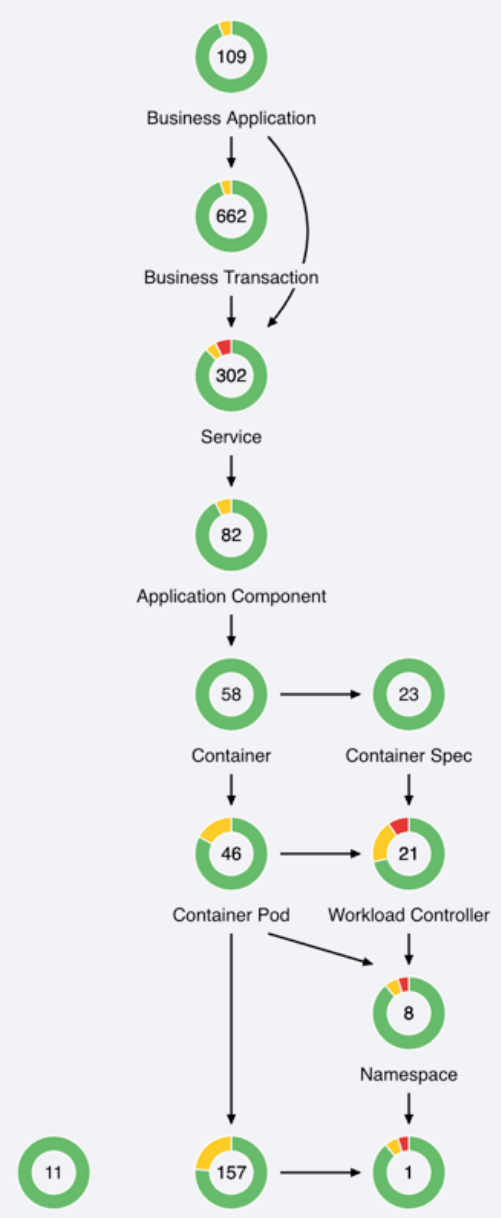 109
Business Application
662
Business Transaction
302
Service
82
Application Component
58
23
Container
Container Spec
46
21
Container Pod
Workload Controller
8
Namespace
11
157
1